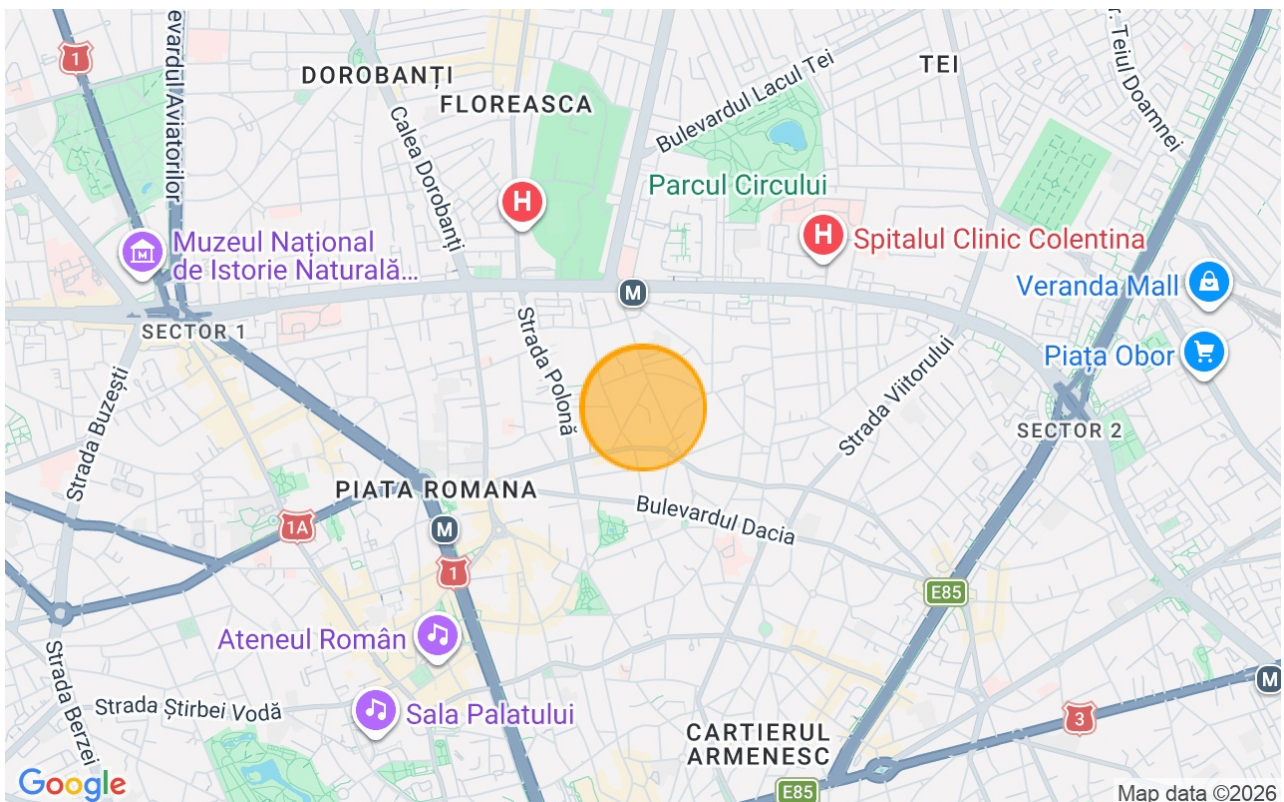 1
evardul Aviatorilor
DOROBANȚI
FLOREASCA
Calea Dorobanți
Bulevardul Lacul Tei
TEI
r. Teiul Doamnei
Parcul Circului
H
H
Spitalul Clinic Colentina
Muzeul Național
de Istorie Naturală...
M
M
Veranda Mall
SECTOR 1
Strada Polonă
Piața Obor
Strada Buzești
Strada Viitorului
SECTOR 2
PIATA ROMANA
1A
M
Bulevardul Dacia
1
E85
Ateneul Român
Strada Berzei
Strada Știrbei Vodă
Sala Palatului
M
3
CARTIERUL
ARMENESC
E85
Google
Map data ©2026